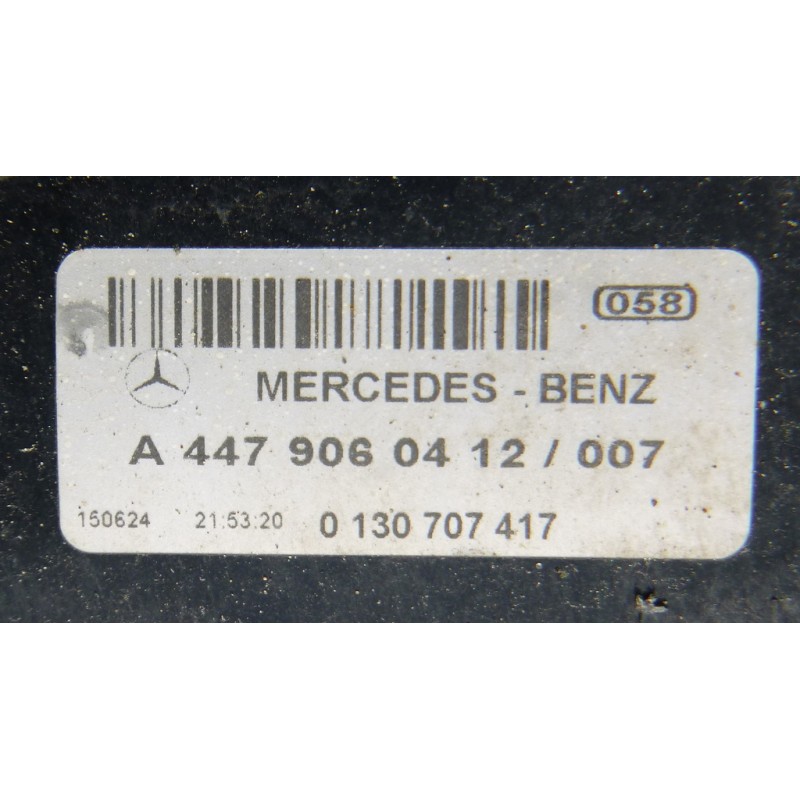 058
MERCEDES - BENZ
A 447 906 04 12 / 007
150624 21:53:20 0 130 707 417